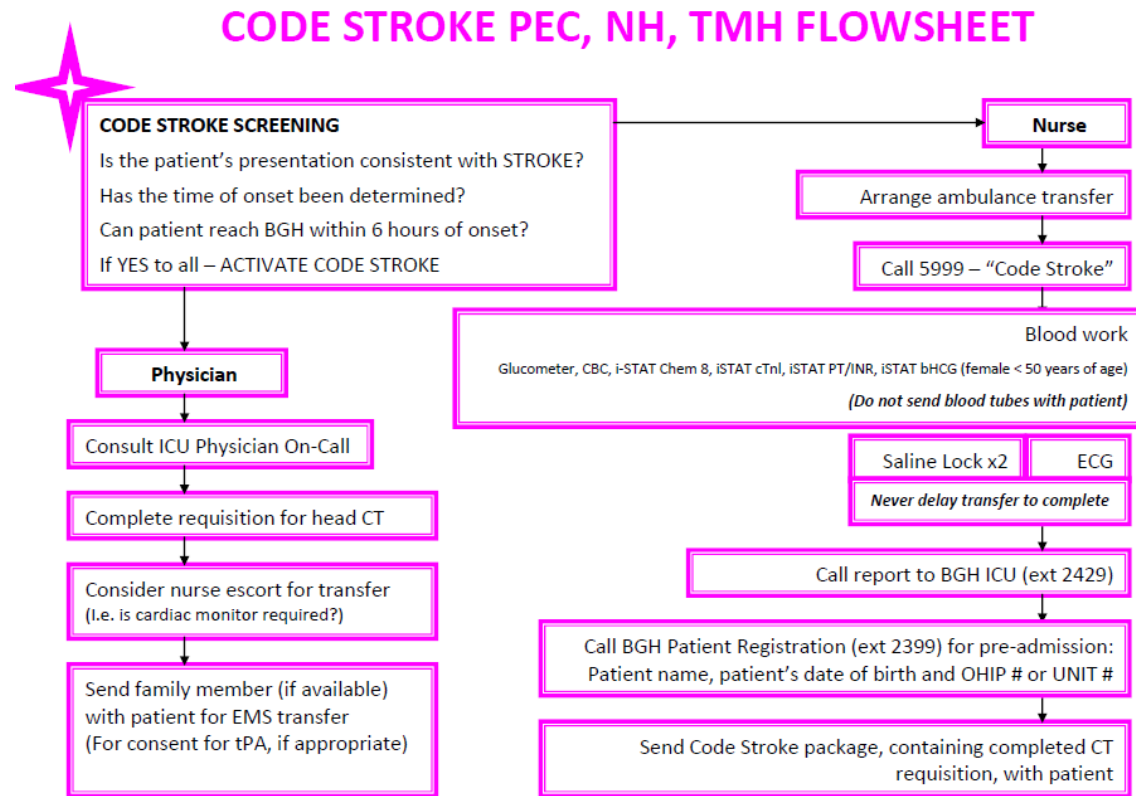 CODE STROKE PEC, NH, TMH FLOWSHEET
CODE STROKE SCREENING
Is the patient's presentation consistent with STROKE?
Has the time of onset been determined?
Can patient reach BGH within 6 hours of onset?
If YES to all – ACTIVATE CODE STROKE
Physician
Consult ICU Physician On-Call
Complete requisition for head CT
Consider nurse escort for transfer
(I.e. is cardiac monitor required?)
Send family member (if available)
with patient for EMS transfer
(For consent for tPA, if appropriate)
Nurse
Arrange ambulance transfer
Call 5999 – "Code Stroke"
Blood work
Glucometer, CBC, i-STAT Chem 8, iSTAT cTnl, iSTAT PT/INR, iSTAT bHCG (female < 50 years of age)
(Do not send blood tubes with patient)
Saline Lock x2
ECG
Never delay transfer to complete
Call report to BGH ICU (ext 2429)
Call BGH Patient Registration (ext 2399) for pre-admission:
Patient name, patient's date of birth and OHIP # or UNIT #
Send Code Stroke package, containing completed CT
requisition, with patient